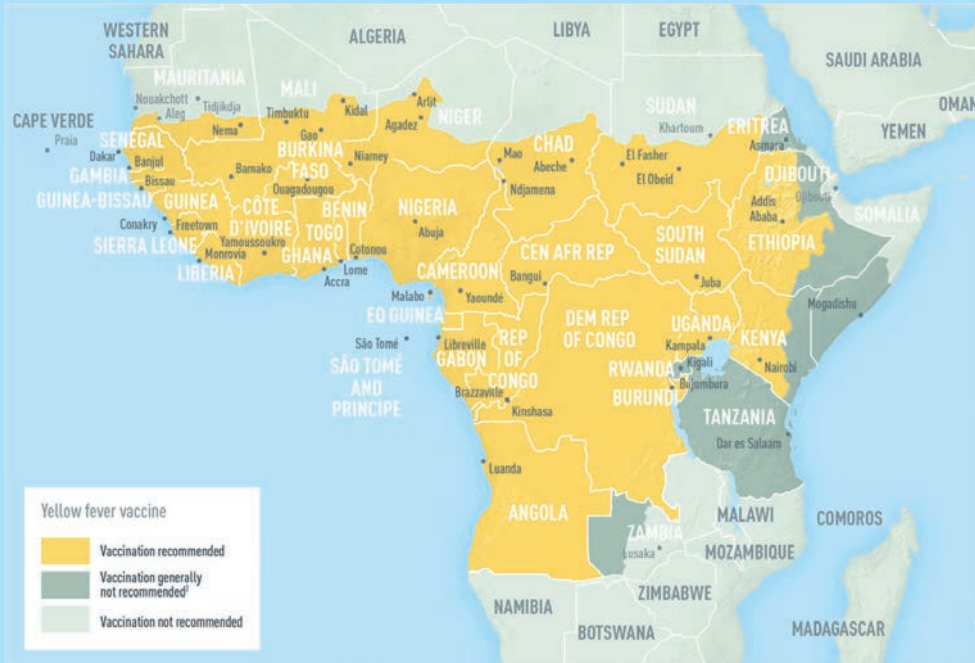 WESTERN
SAHARA
ALGERIA
LIBYA
EGYPT
SAUDI ARABIA
OMAN
YEMEN
MAURITANIA
MALI
NIGER
SUDAN
Khartoum
ERITREA
Asmara
Nouakchott
Aleg
Tidjikdja
Timbuktu
Kidal
Arlit
Agadez
CAPE VERDE
Praia
Nema
Gao
CHAD
Mao
Abeche
El Fasher
El Obeid
SENEGAL
Dakar
Banjul
GAMBIA
Bissau
GUINEA-BISSAU
Bamako
BURKINA
FASO
Ouagadougou
Niamey
Ndjamena
DJIBOUTI
Djibouti
SOMALIA
GUINEA
Conakry
Freetown
SIERRA LEONE
CÔTE
D'IVOIRE
Yamoussoukro
Monrovia
LIBERIA
BENIN
TOGO
GHANA
Cotonou
Lome
Accra
NIGERIA
Abuja
Addis
Ababa
ETHIOPIA
CEN AFR REP
Bangui
SOUTH
SUDAN
Juba
CAMEROON
Yaoundé
Malabo
EQ GUINEA
Mogadishu
São Tomé
SÂO TOMÉ
AND
PRINCIPE
Libreville
GABON
REP
OF
CONGO
Brazzaville
Kinshasa
DEM REP
OF CONGO
UGANDA
Kampala
KENYA
Nairobi
RWANDA
Kigali
Bujumbura
BURUNDI
TANZANIA
Dar es Salaam
Luanda
ANGOLA
ZAMBIA
Lusaka
MALAWI
COMOROS
MOZAMBIQUE
ZIMBABWE
NAMIBIA
BOTSWANA
MADAGASCAR
Yellow fever vaccine
Vaccination recommended
Vaccination generally
not recommended²
Vaccination not recommended